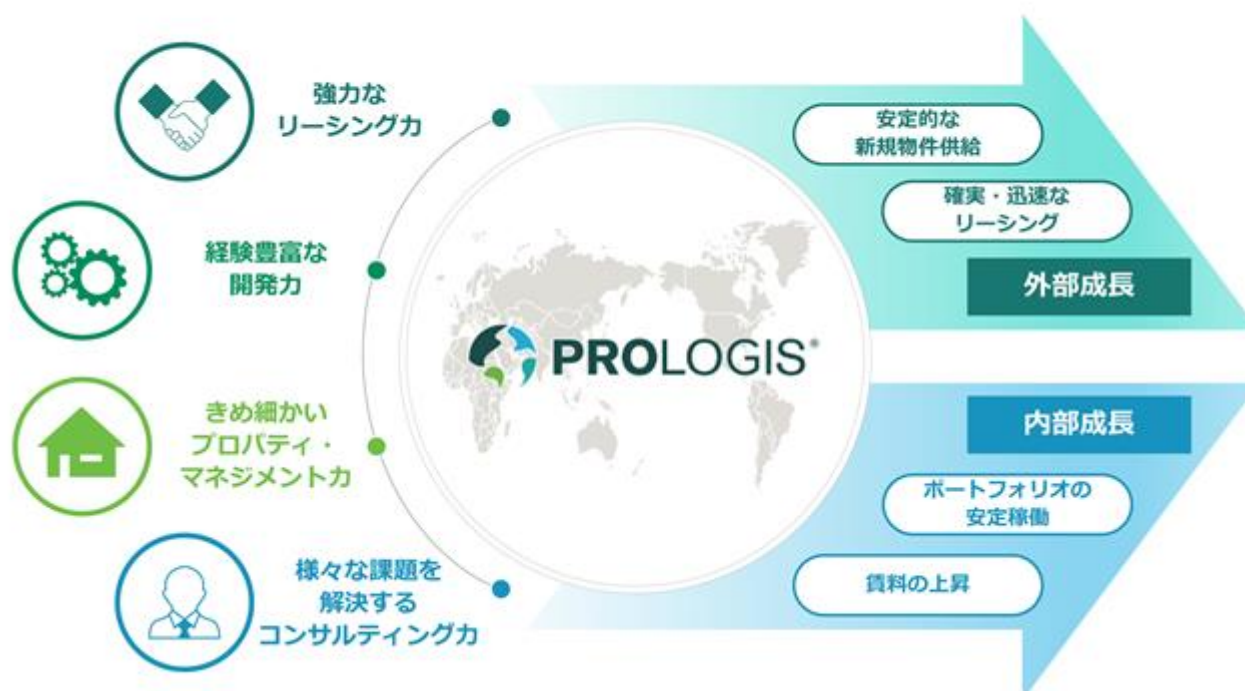 強力な
リーシング力
経験豊富な
開発力
きめ細かい
プロパティ・
マネジメント力
様々な課題を
解決する
コンサルティング力
PROLOGIS®
安定的な
新規物件供給
確実・迅速な
リーシング
外部成長
内部成長
ポートフォリオの
安定稼働
賃料の上昇